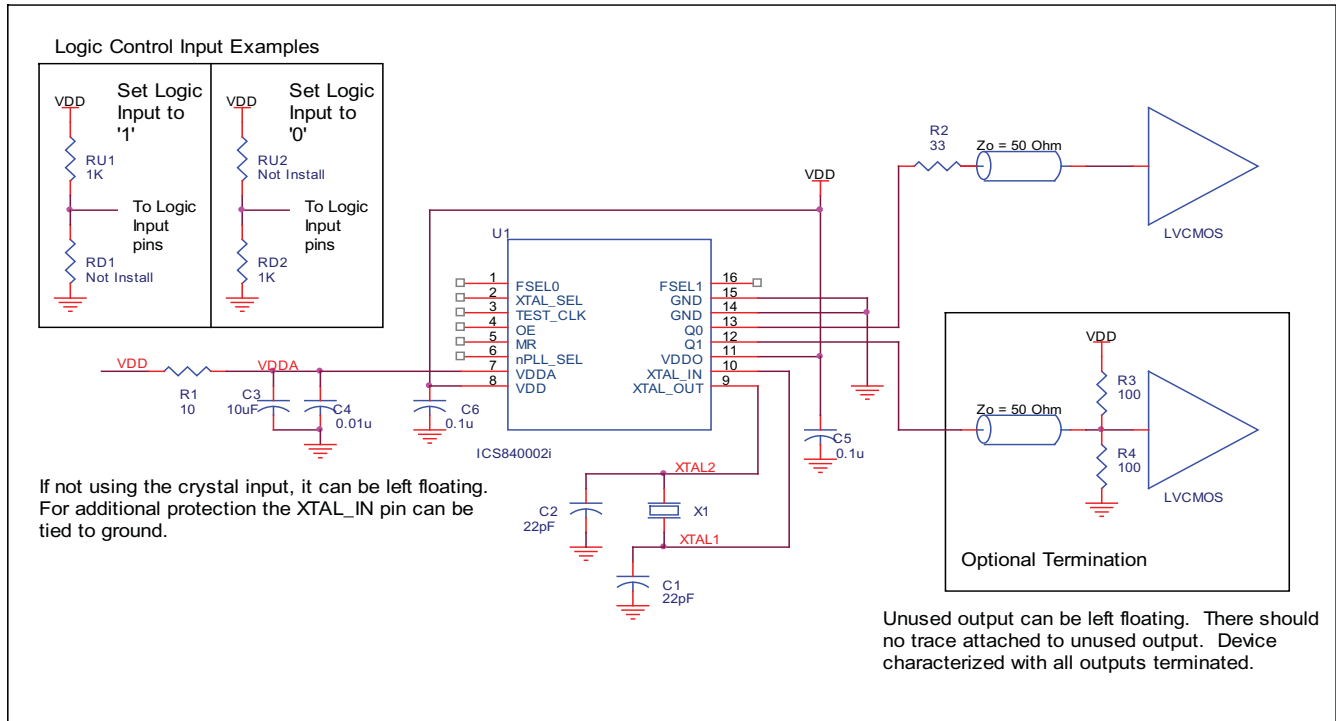 Logic Control Input Examples
Set Logic
Input to
'1'
VDD
RU1
1K
To Logic
Input
pins
RD1
Not Install
Set Logic
Input to
'0'
VDD
RU2
Not Install
To Logic
Input
pins
RD2
1K
VDD
R1
10
VDDA
C3
10uF
C4
0.01u
C6
0.1u
VDD
U1
1
FSEL0
2
XTAL_SEL
3
TEST_CLK
4
OE
5
MR
6
nPLL_SEL
7
VDDA
8
VDD
16
FSEL1
15
GND
14
GND
13
Q0
12
Q1
11
VDDO
10
XTAL_IN
9
XTAL_OUT
ICS840002i
C5
0.1u
XTAL2
C2
22pF
X1
XTAL1
C1
22pF
R2
33
Zo = 50 Ohm
LVCMOS
VDD
R3
100
Zo = 50 Ohm
R4
100
LVCMOS
Optional Termination
If not using the crystal input, it can be left floating.
For additional protection the XTAL_IN pin can be
tied to ground.
Unused output can be left floating. There should
no trace attached to unused output. Device
characterized with all outputs terminated.